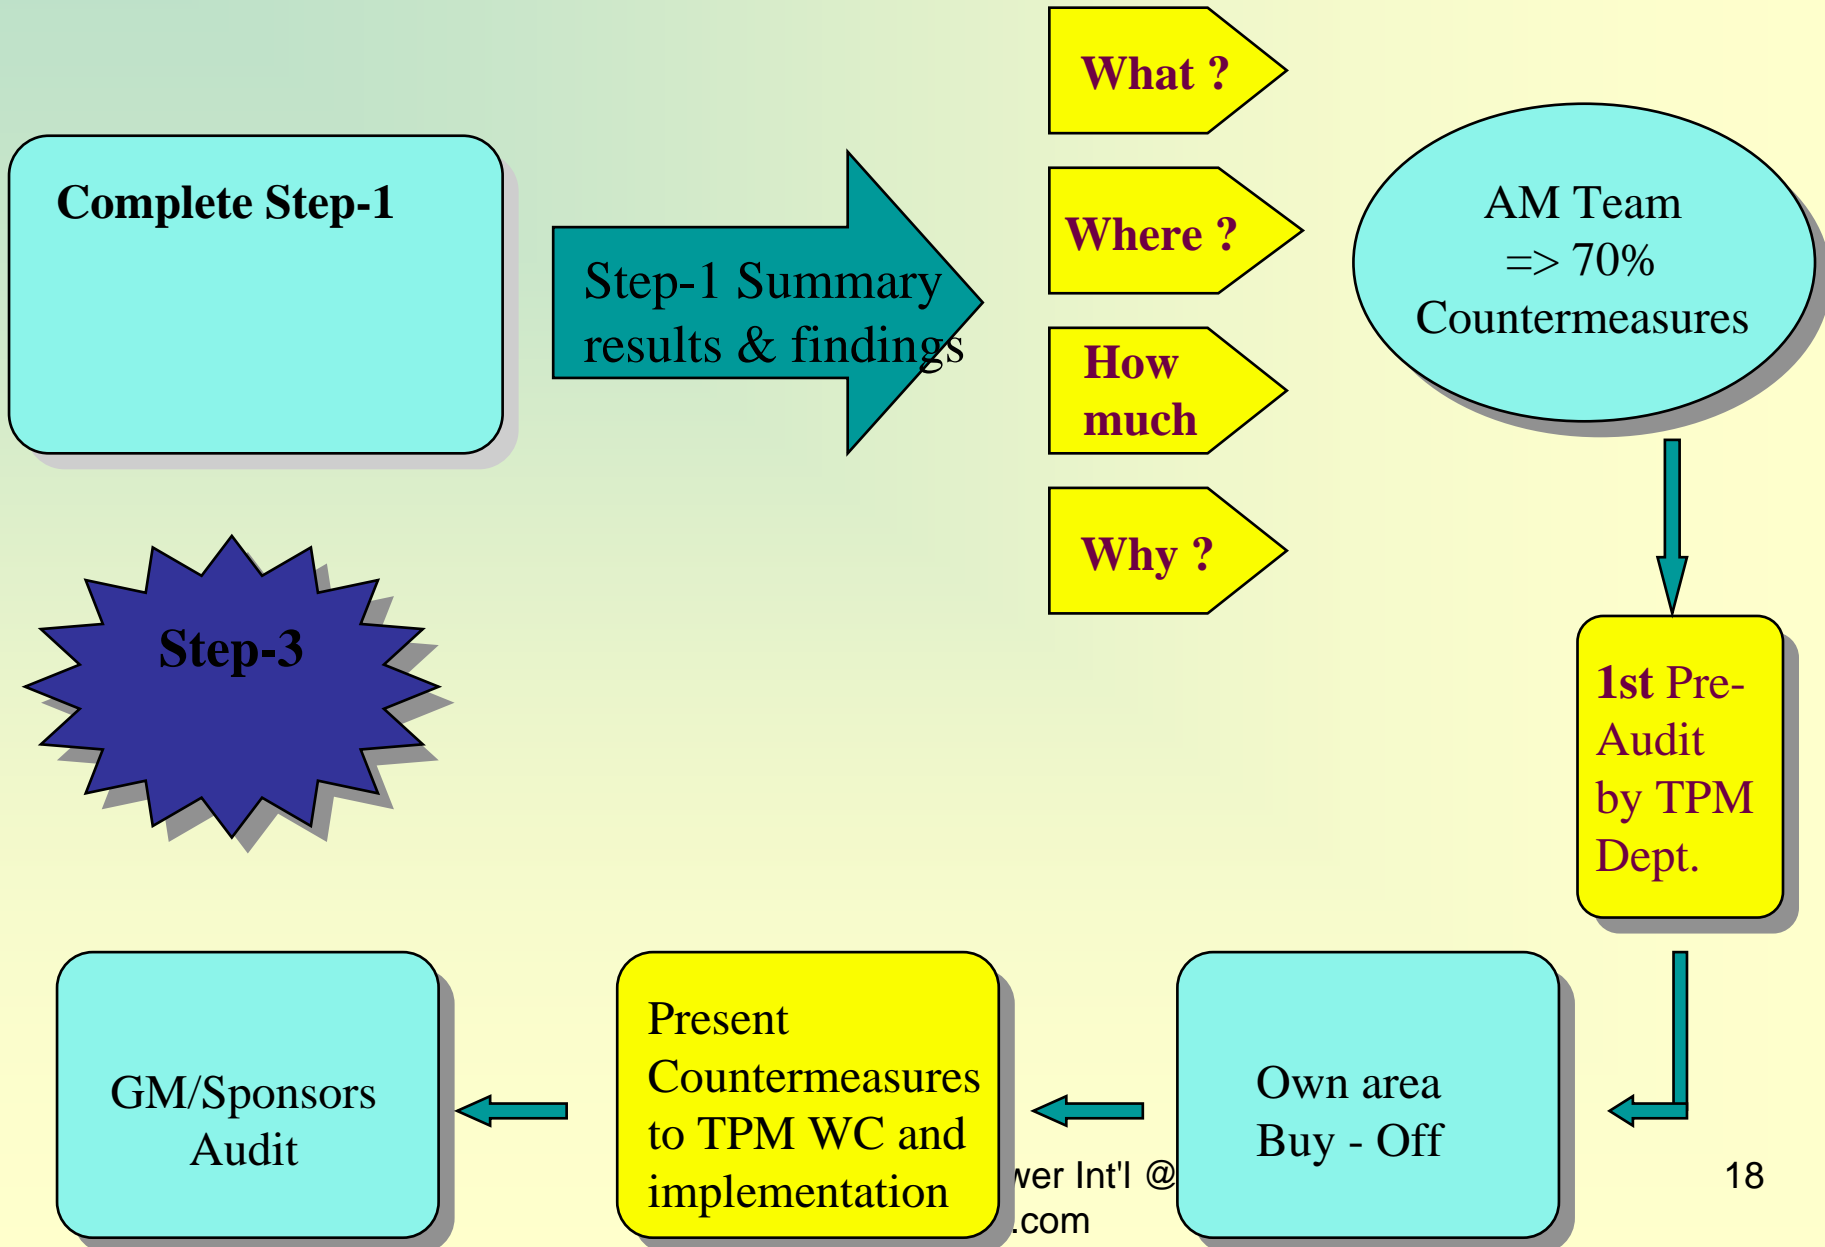 What ?
Complete Step-1
Step-1 Summary
results & findings
Where ?
How
much
Why ?
AM Team
=> 70%
Countermeasures
1st Pre-
Audit
by TPM
Dept.
Own area
Buy - Off
Present
Countermeasures
to TPM WC and
implementation
GM/Sponsors
Audit
Step-3
Int'l @
.com
18